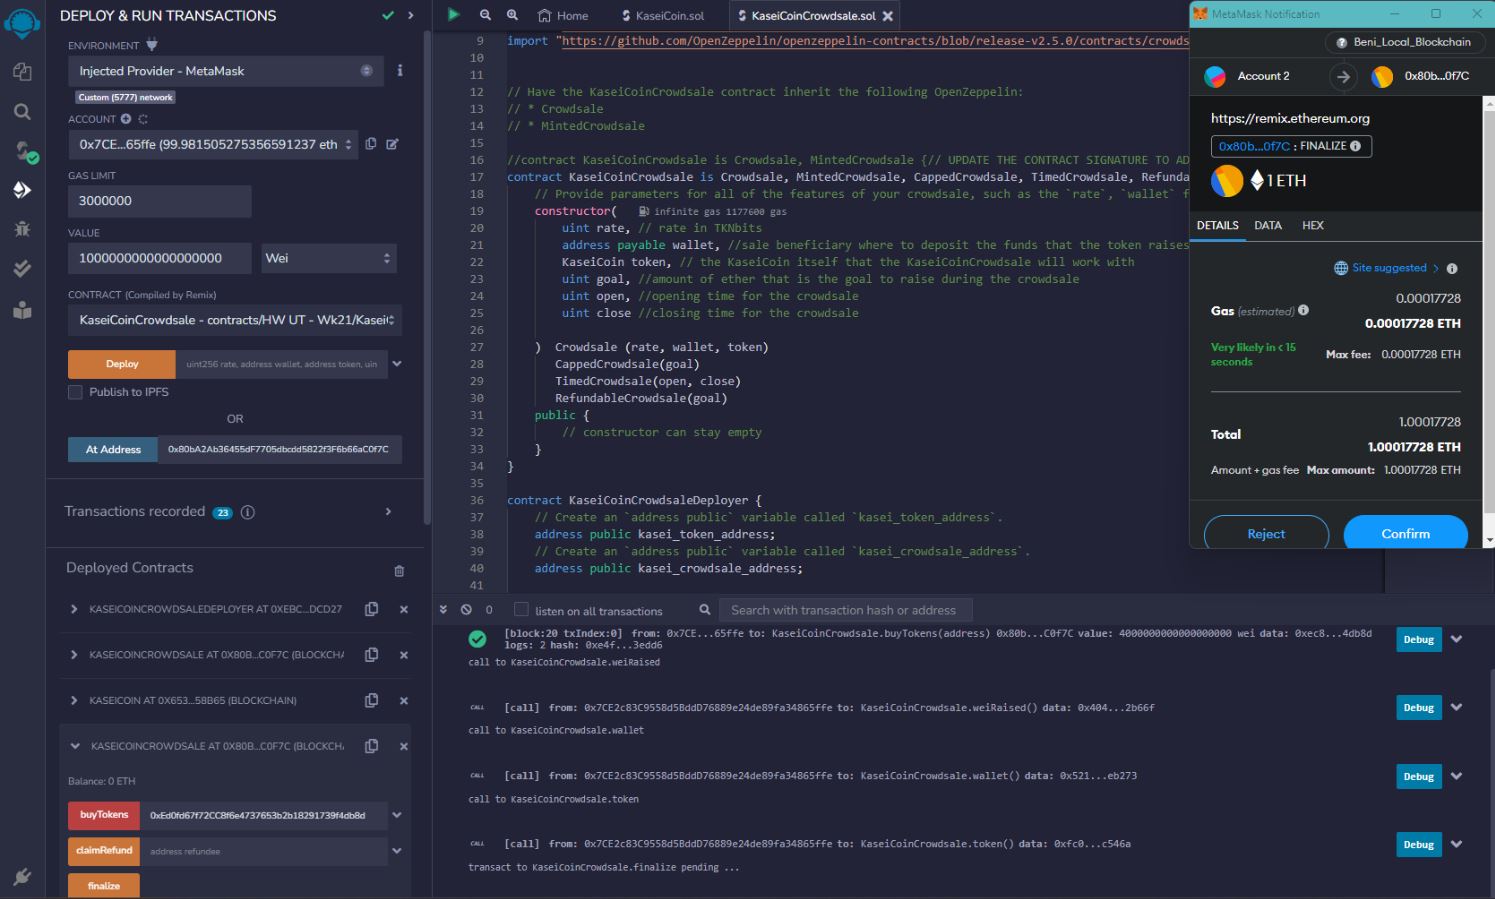 DEPLOY & RUN TRANSACTIONS
ENVIRONMENT
Injected Provider - MetaMask
Custom (5777) network
ACCOUNT
0x7CE...65ffe (99.981505275356591237 eth
GAS LIMIT
3000000
VALUE
1000000000000000000
Wei
CONTRACT (Compiled by Remix)
KaseiCoinCrowdsale - contracts/HW UT - Wk21/Kasei
Deploy
uint256 rate, address wallet, address token, uin
Publish to IPFS
OR
At Address
0x80bA2Ab36455dF7705dbcdd5822f3F6b66aC0f7C
Transactions recorded 23
Deployed Contracts
KASEICOINCROWDSALEDEPLOYER AT 0XEBC...DCD27
KASEICOINCROWDSALE AT 0X80B...C0F7C (BLOCKCHA
KASEICOIN AT 0X653...58B65 (BLOCKCHAIN)
KASEICOINCROWDSALE AT 0X80B...C0F7C (BLOCKCHA
Balance: 0 ETH
buyTokens
0xEd0fd67f72CC8f6e4737653b2b18291739f4db8d
claimRefund
address refundee
finalize
Home
KaseiCoin.sol
KaseiCoinCrowdsale.sol
9 import "https://github.com/OpenZeppelin/openzeppelin-contracts/blob/release-v2.5.0/contracts/crowds
10
11
12 // Have the KaseiCoinCrowdsale contract inherit the following OpenZeppelin:
13 // * Crowdsale
14 // * MintedCrowdsale
15
16 //contract KaseiCoinCrowdsale is Crowdsale, MintedCrowdsale {// UPDATE THE CONTRACT SIGNATURE TO AD
17 contract KaseiCoinCrowdsale is Crowdsale, MintedCrowdsale, CappedCrowdsale, TimedCrowdsale, Refunda
18 // Provide parameters for all of the features of your crowdsale, such as the `rate`, `wallet` f
19 constructor( infinite gas 1177600 gas
20 uint rate, // rate in TKNbits
21 address payable wallet, //sale beneficiary where to deposit the funds that the token raises
22 KaseiCoin token, // the KaseiCoin itself that the KaseiCoinCrowdsale will work with
23 uint goal, //amount of ether that is the goal to raise during the crowdsale
24 uint open, //opening time for the crowdsale
25 uint close //closing time for the crowdsale
26
27 ) Crowdsale (rate, wallet, token)
28 CappedCrowdsale(goal)
29 TimedCrowdsale(open, close)
30 RefundableCrowdsale(goal)
31 public {
32 // constructor can stay empty
33 }
34 }
35
36 contract KaseiCoinCrowdsaleDeployer {
37 // Create an `address public` variable called `kasei_token_address`.
38 address public kasei_token_address;
39 // Create an `address public` variable called `kasei_crowdsale_address`.
40 address public kasei_crowdsale_address;
41
0
listen on all transactions
Search with transaction hash or address
[block:20 txIndex:0] from: 0x7CE...65ffe to: KaseiCoinCrowdsale.buyTokens(address) 0x80b...C0f7C value: 4000000000000000000 wei data: 0xec8...4db8d
logs: 2 hash: 0xe4f...3edd6
Debug
call to KaseiCoinCrowdsale.weiRaised
CALL [call] from: 0x7CE2c83C9558d5BddD76889e24de89fa34865ffe to: KaseiCoinCrowdsale.weiRaised() data: 0x404...2b66f
Debug
call to KaseiCoinCrowdsale.wallet
CALL [call] from: 0x7CE2c83C9558d5BddD76889e24de89fa34865ffe to: KaseiCoinCrowdsale.wallet() data: 0x521...eb273
Debug
call to KaseiCoinCrowdsale.token
CALL [call] from: 0x7CE2c83C9558d5BddD76889e24de89fa34865ffe to: KaseiCoinCrowdsale.token() data: 0xfc0...c546a
Debug
transact to KaseiCoinCrowdsale.finalize pending ...
MetaMask Notification
Beni_Local_Blockchain
Account 2
0x80b...0f7C
https://remix.ethereum.org
0x80b...0f7C : FINALIZE
1 ETH
DETAILS
DATA
HEX
Site suggested
0.00017728
Gas (estimated)
0.00017728 ETH
Very likely in < 15
seconds
Max fee: 0.00017728 ETH
1.00017728
Total
1.00017728 ETH
Amount + gas fee
Max amount: 1.00017728 ETH
Reject
Confirm